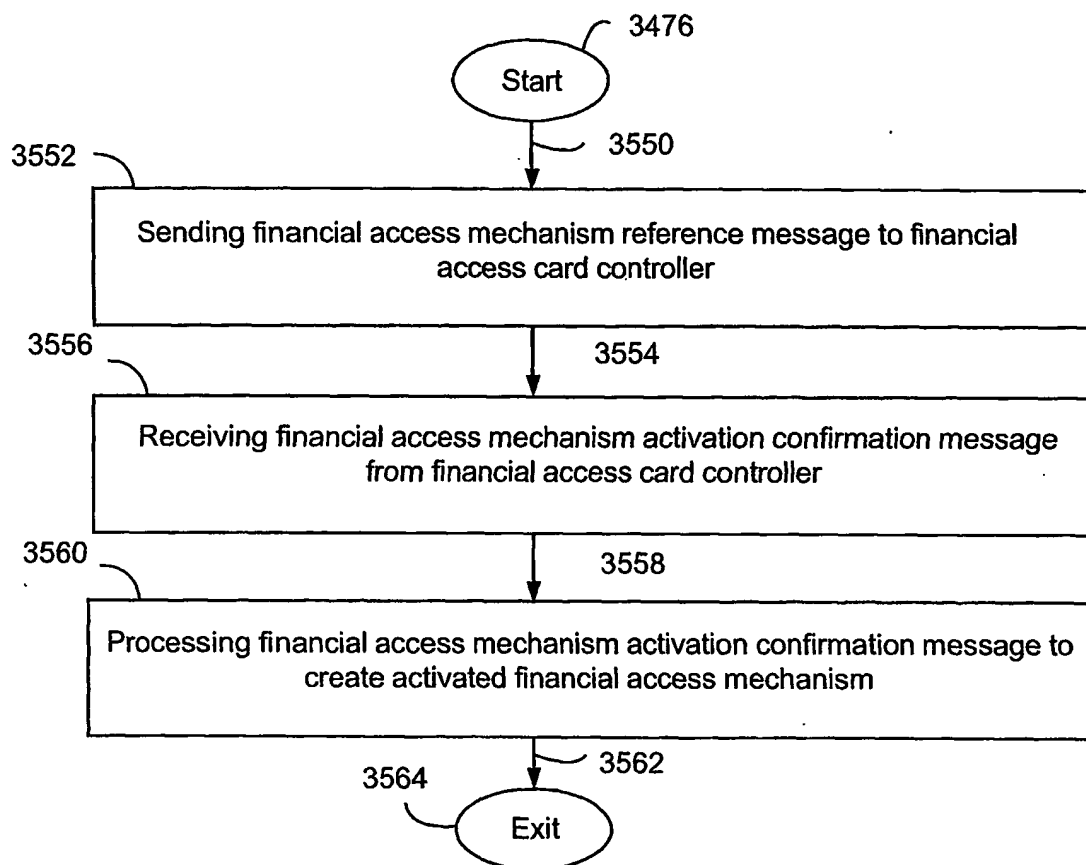 3476
Start
3550
3552
Sending financial access mechanism reference message to financial
access card controller
3554
3556
Receiving financial access mechanism activation confirmation message
from financial access card controller
3558
3560
Processing financial access mechanism activation confirmation message to
create activated financial access mechanism
3562
3564
Exit